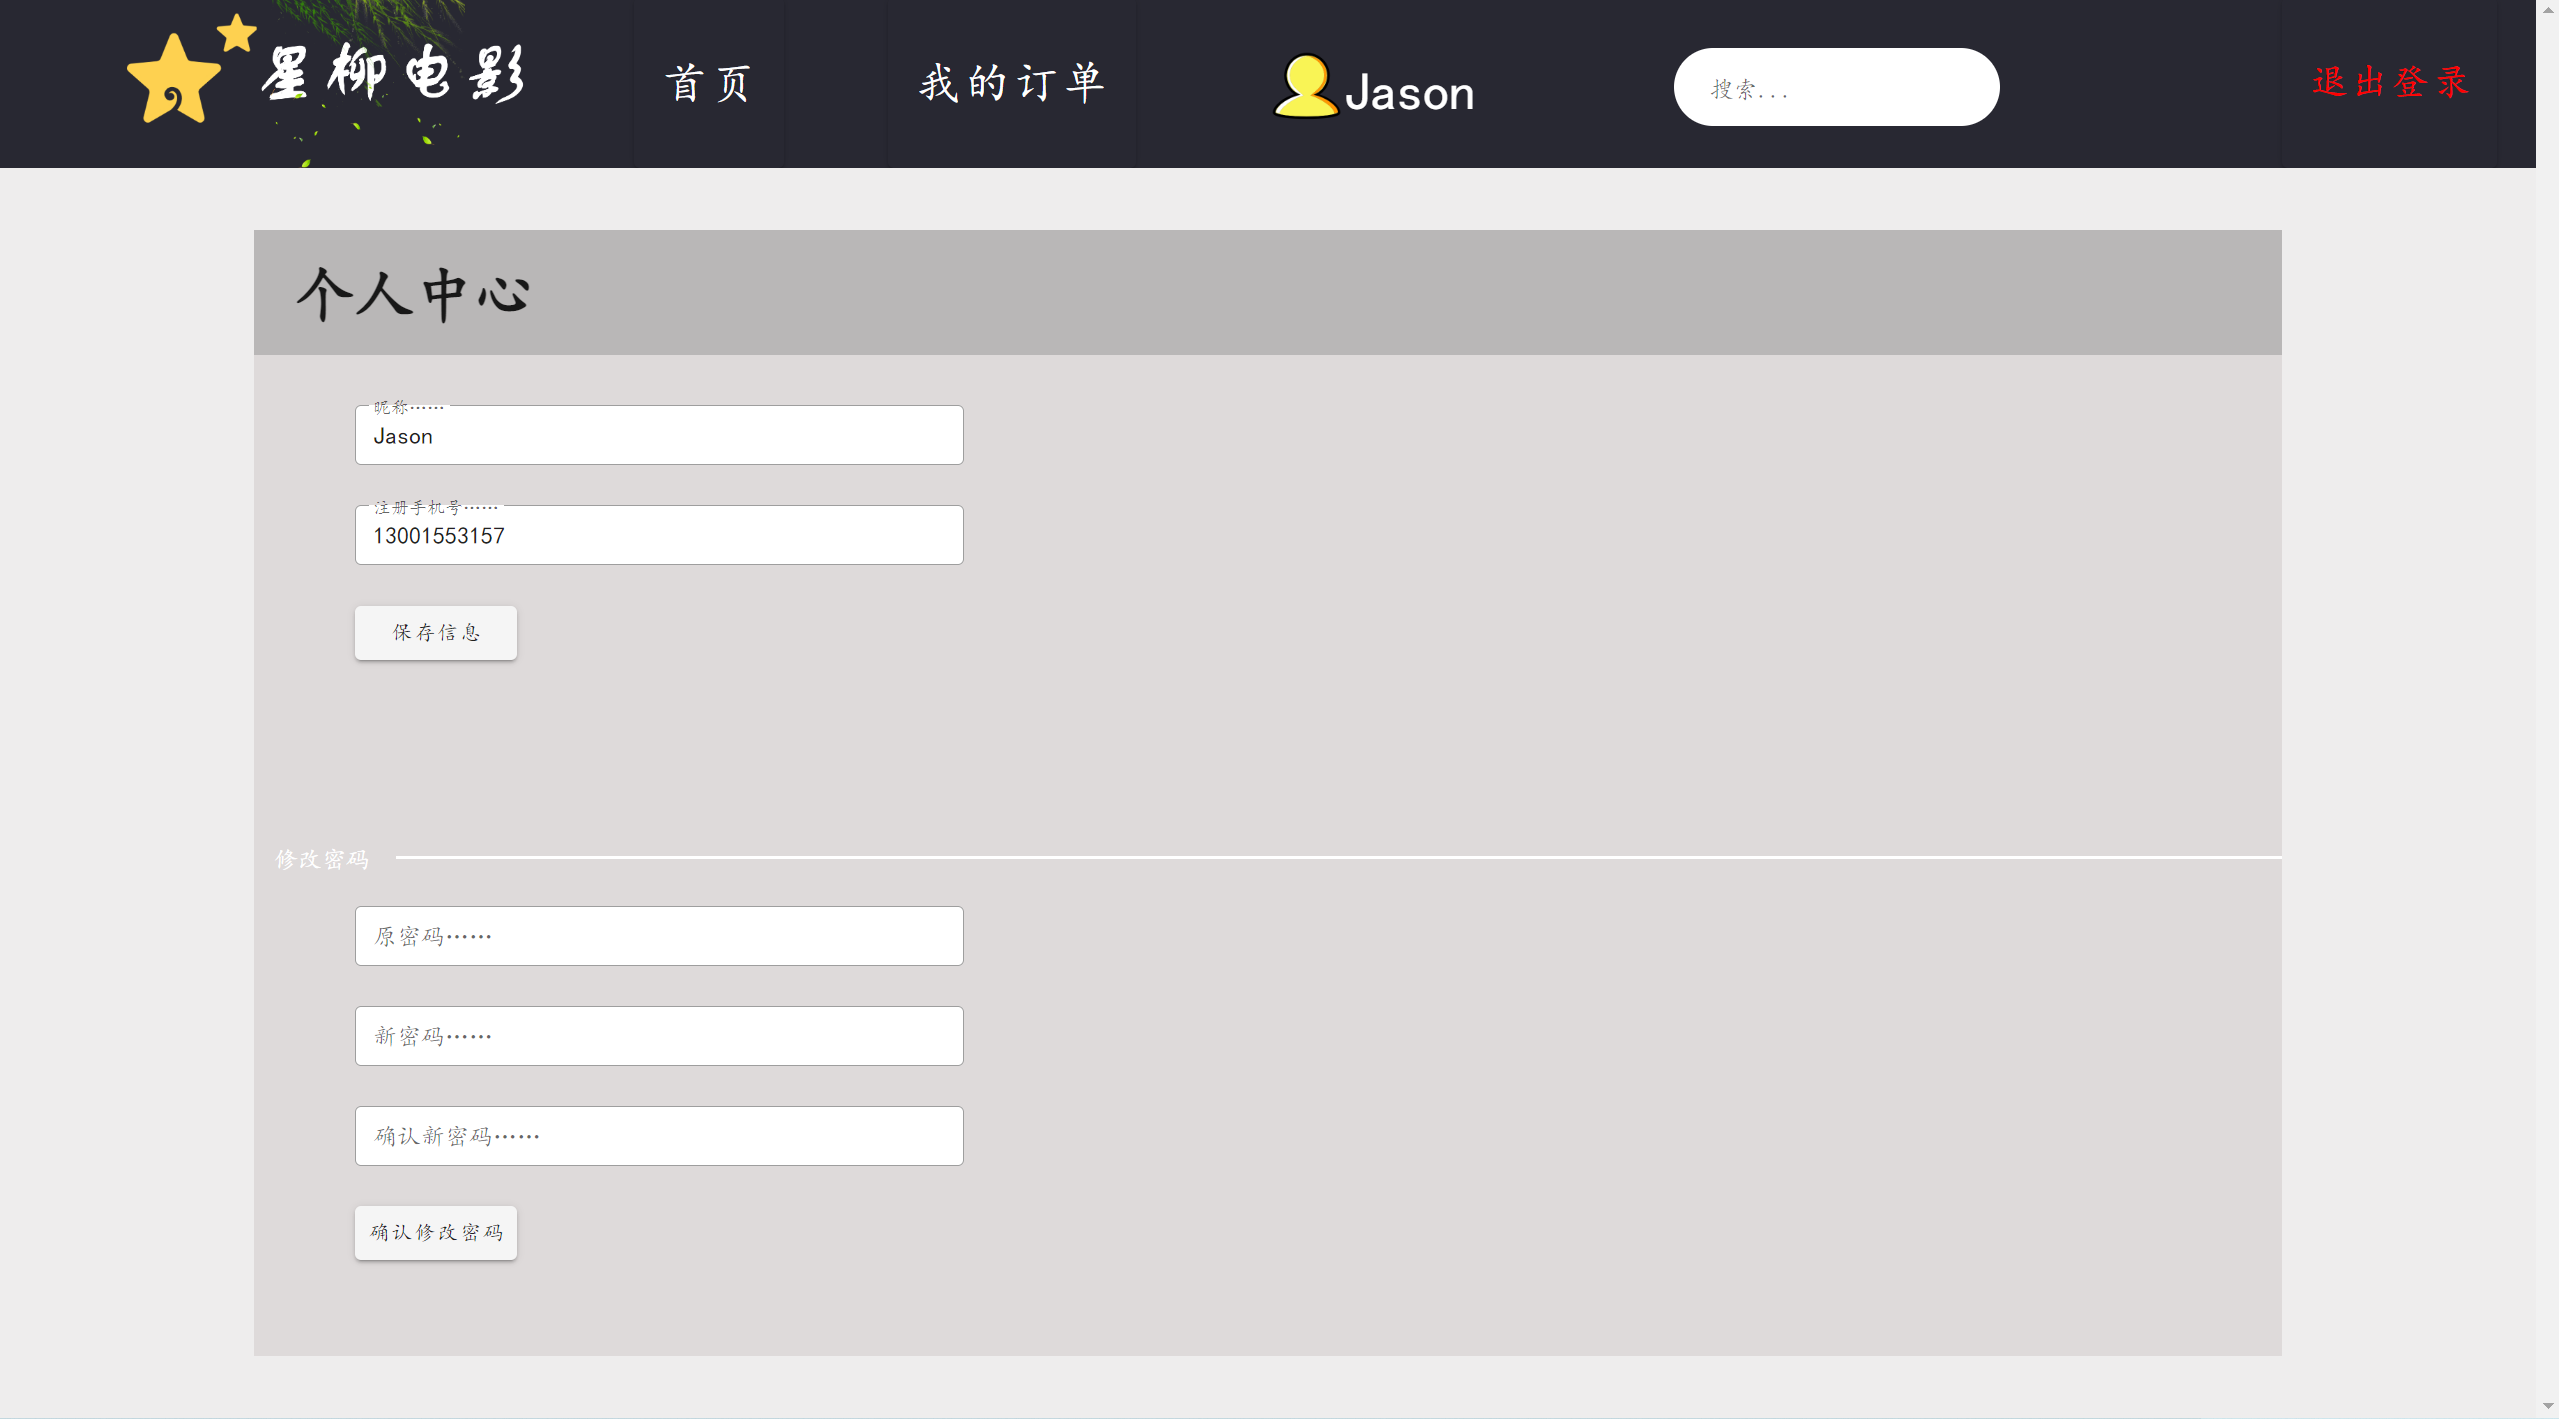 星柳电影
首页
我的订单
Jason
搜索...
退出登录
个人中心
昵称……
Jason
注册手机号……
13001553157
保存信息
修改密码
原密码……
新密码……
确认新密码……
确认修改密码